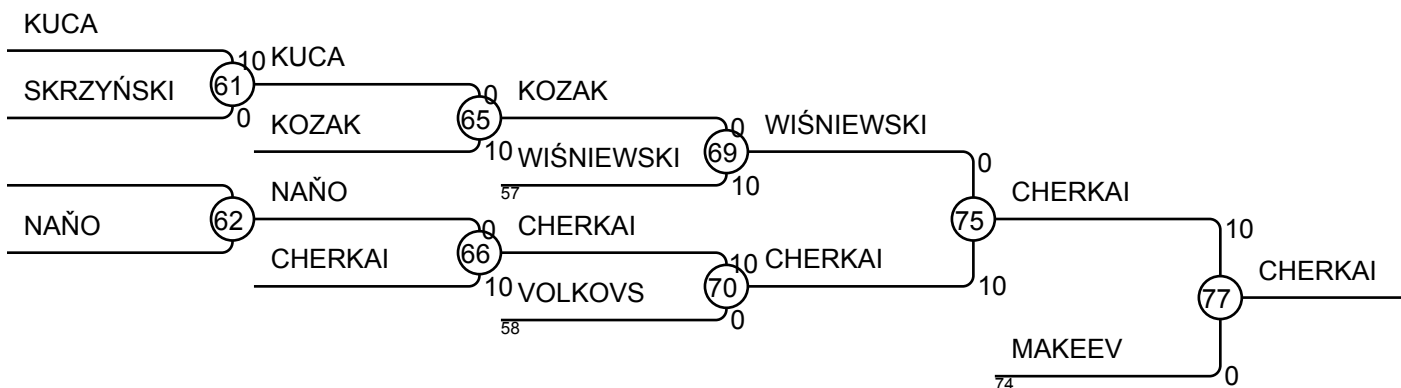 KUCA
10
KUCA
61
SKRZYŃSKI
0
0
KOZAK
65
KOZAK
10
0
WIŚNIEWSKI
69
WIŚNIEWSKI
57
10
0
NAŇO
CHERKAI
62
NAŇO
75
0
CHERKAI
10
66
CHERKAI
10
10
CHERKAI
10
CHERKAI
70
VOLKOVS
58
0
77
MAKEEV
74
0